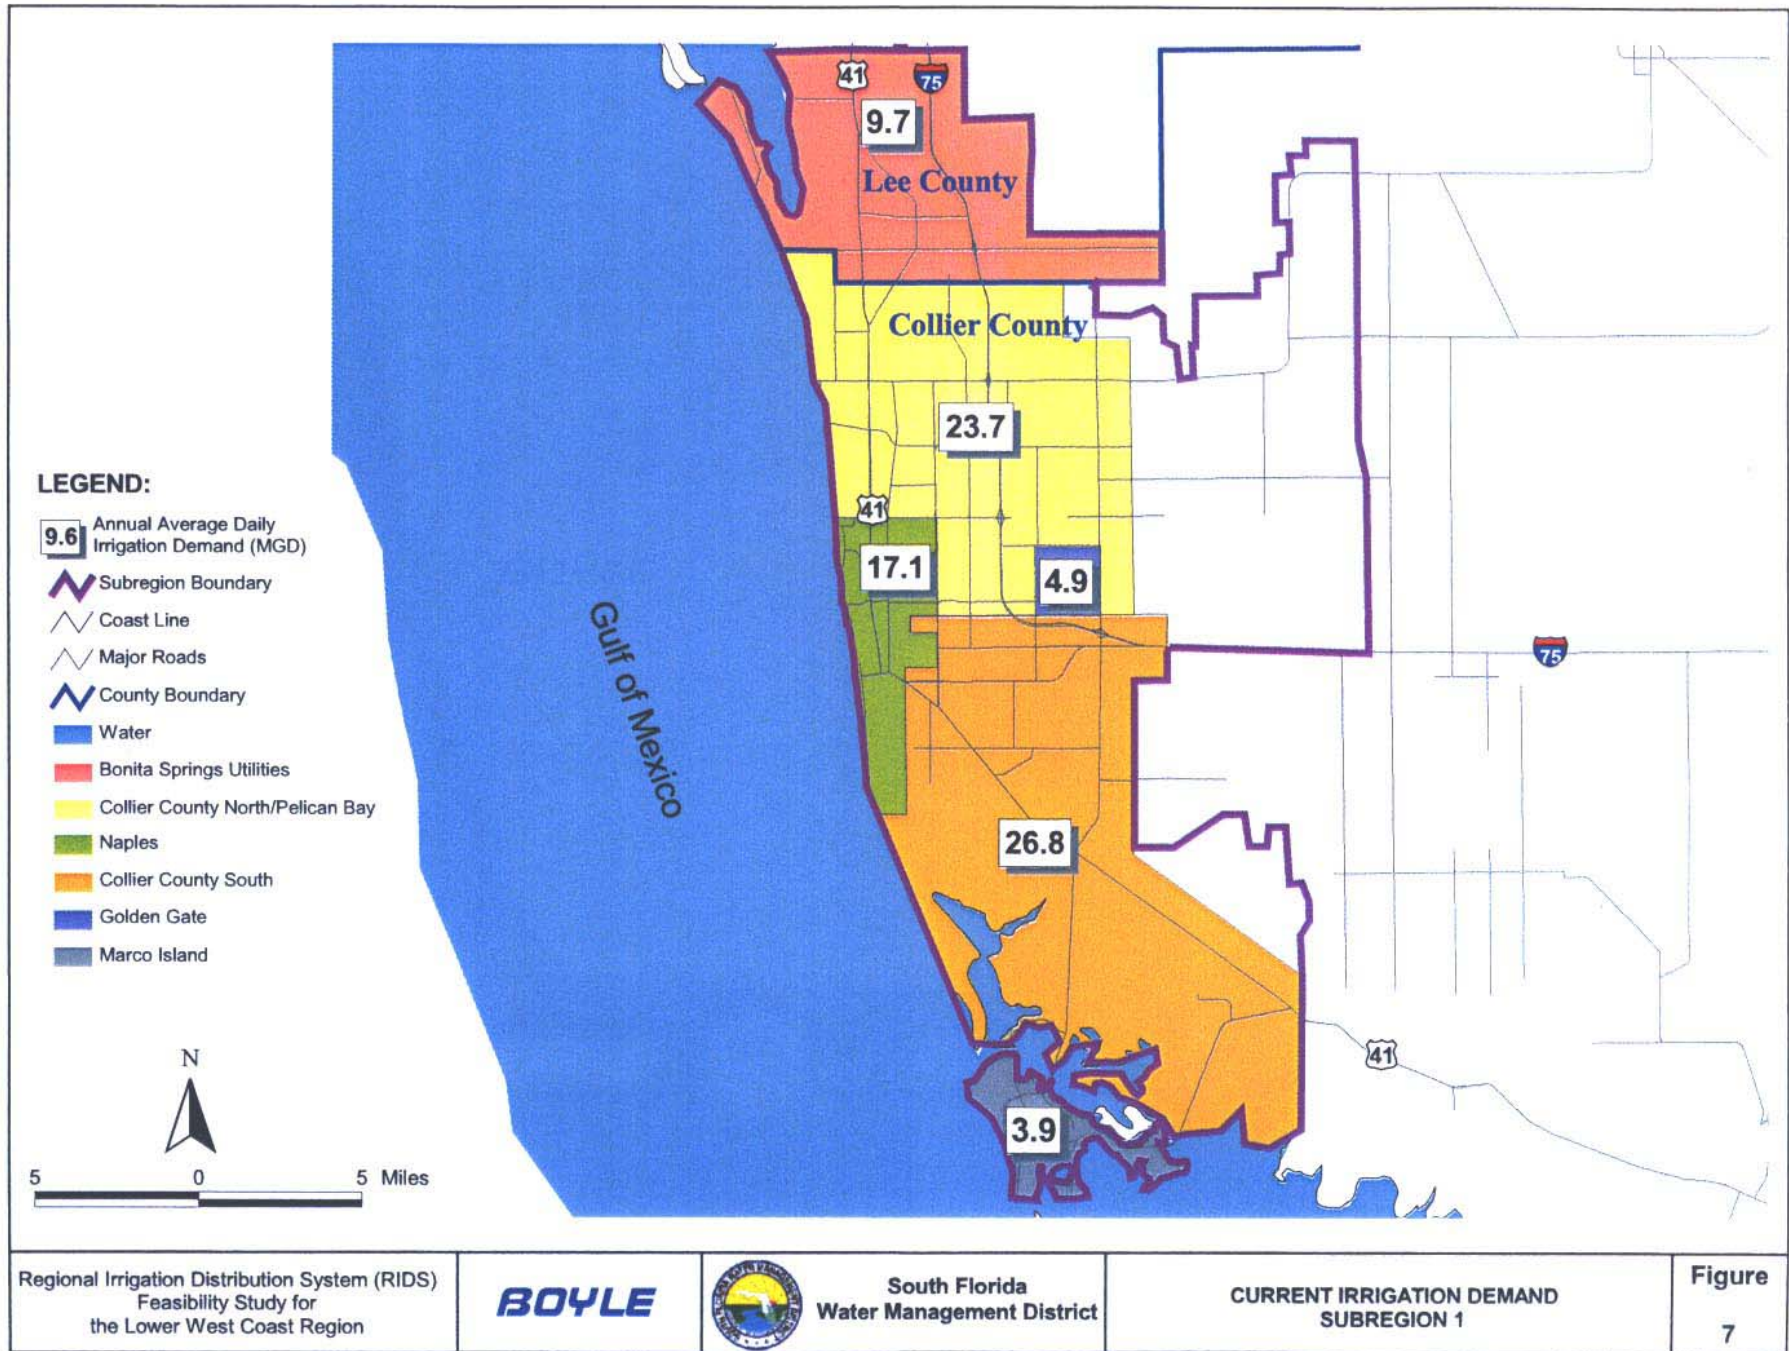 41
75
9.7
Lee County
Collier County
23.7
41
17.1
4.9
75
Gulf of Mexico
26.8
41
3.9
LEGEND:
9.6
Annual Average Daily
Irrigation Demand (MGD)
Subregion Boundary
Coast Line
Major Roads
County Boundary
Water
Bonita Springs Utilities
Collier County North/Pelican Bay
Naples
Collier County South
Golden Gate
Marco Island
N
5 0 5 Miles
Regional Irrigation Distribution System (RIDS)
Feasibility Study for
the Lower West Coast Region
BOYLE
South Florida
Water Management District
CURRENT IRRIGATION DEMAND
SUBREGION 1
Figure
7